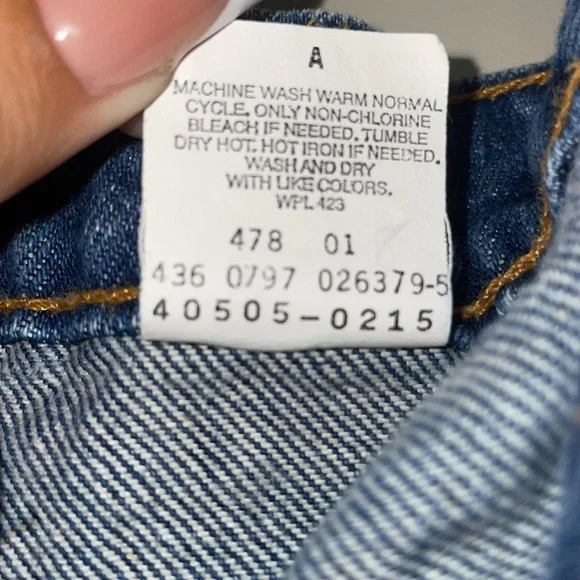 A
MACHINE WASH WARM NORMAL
CYCLE. ONLY NON-CHLORINE
BLEACH IF NEEDED. TUMBLE
DRY HOT. HOT IRON IF NEEDED.
WASH AND DRY
WITH LIKE COLORS.
WPL 423
478 01
436 0797 026379-5
40505-0215